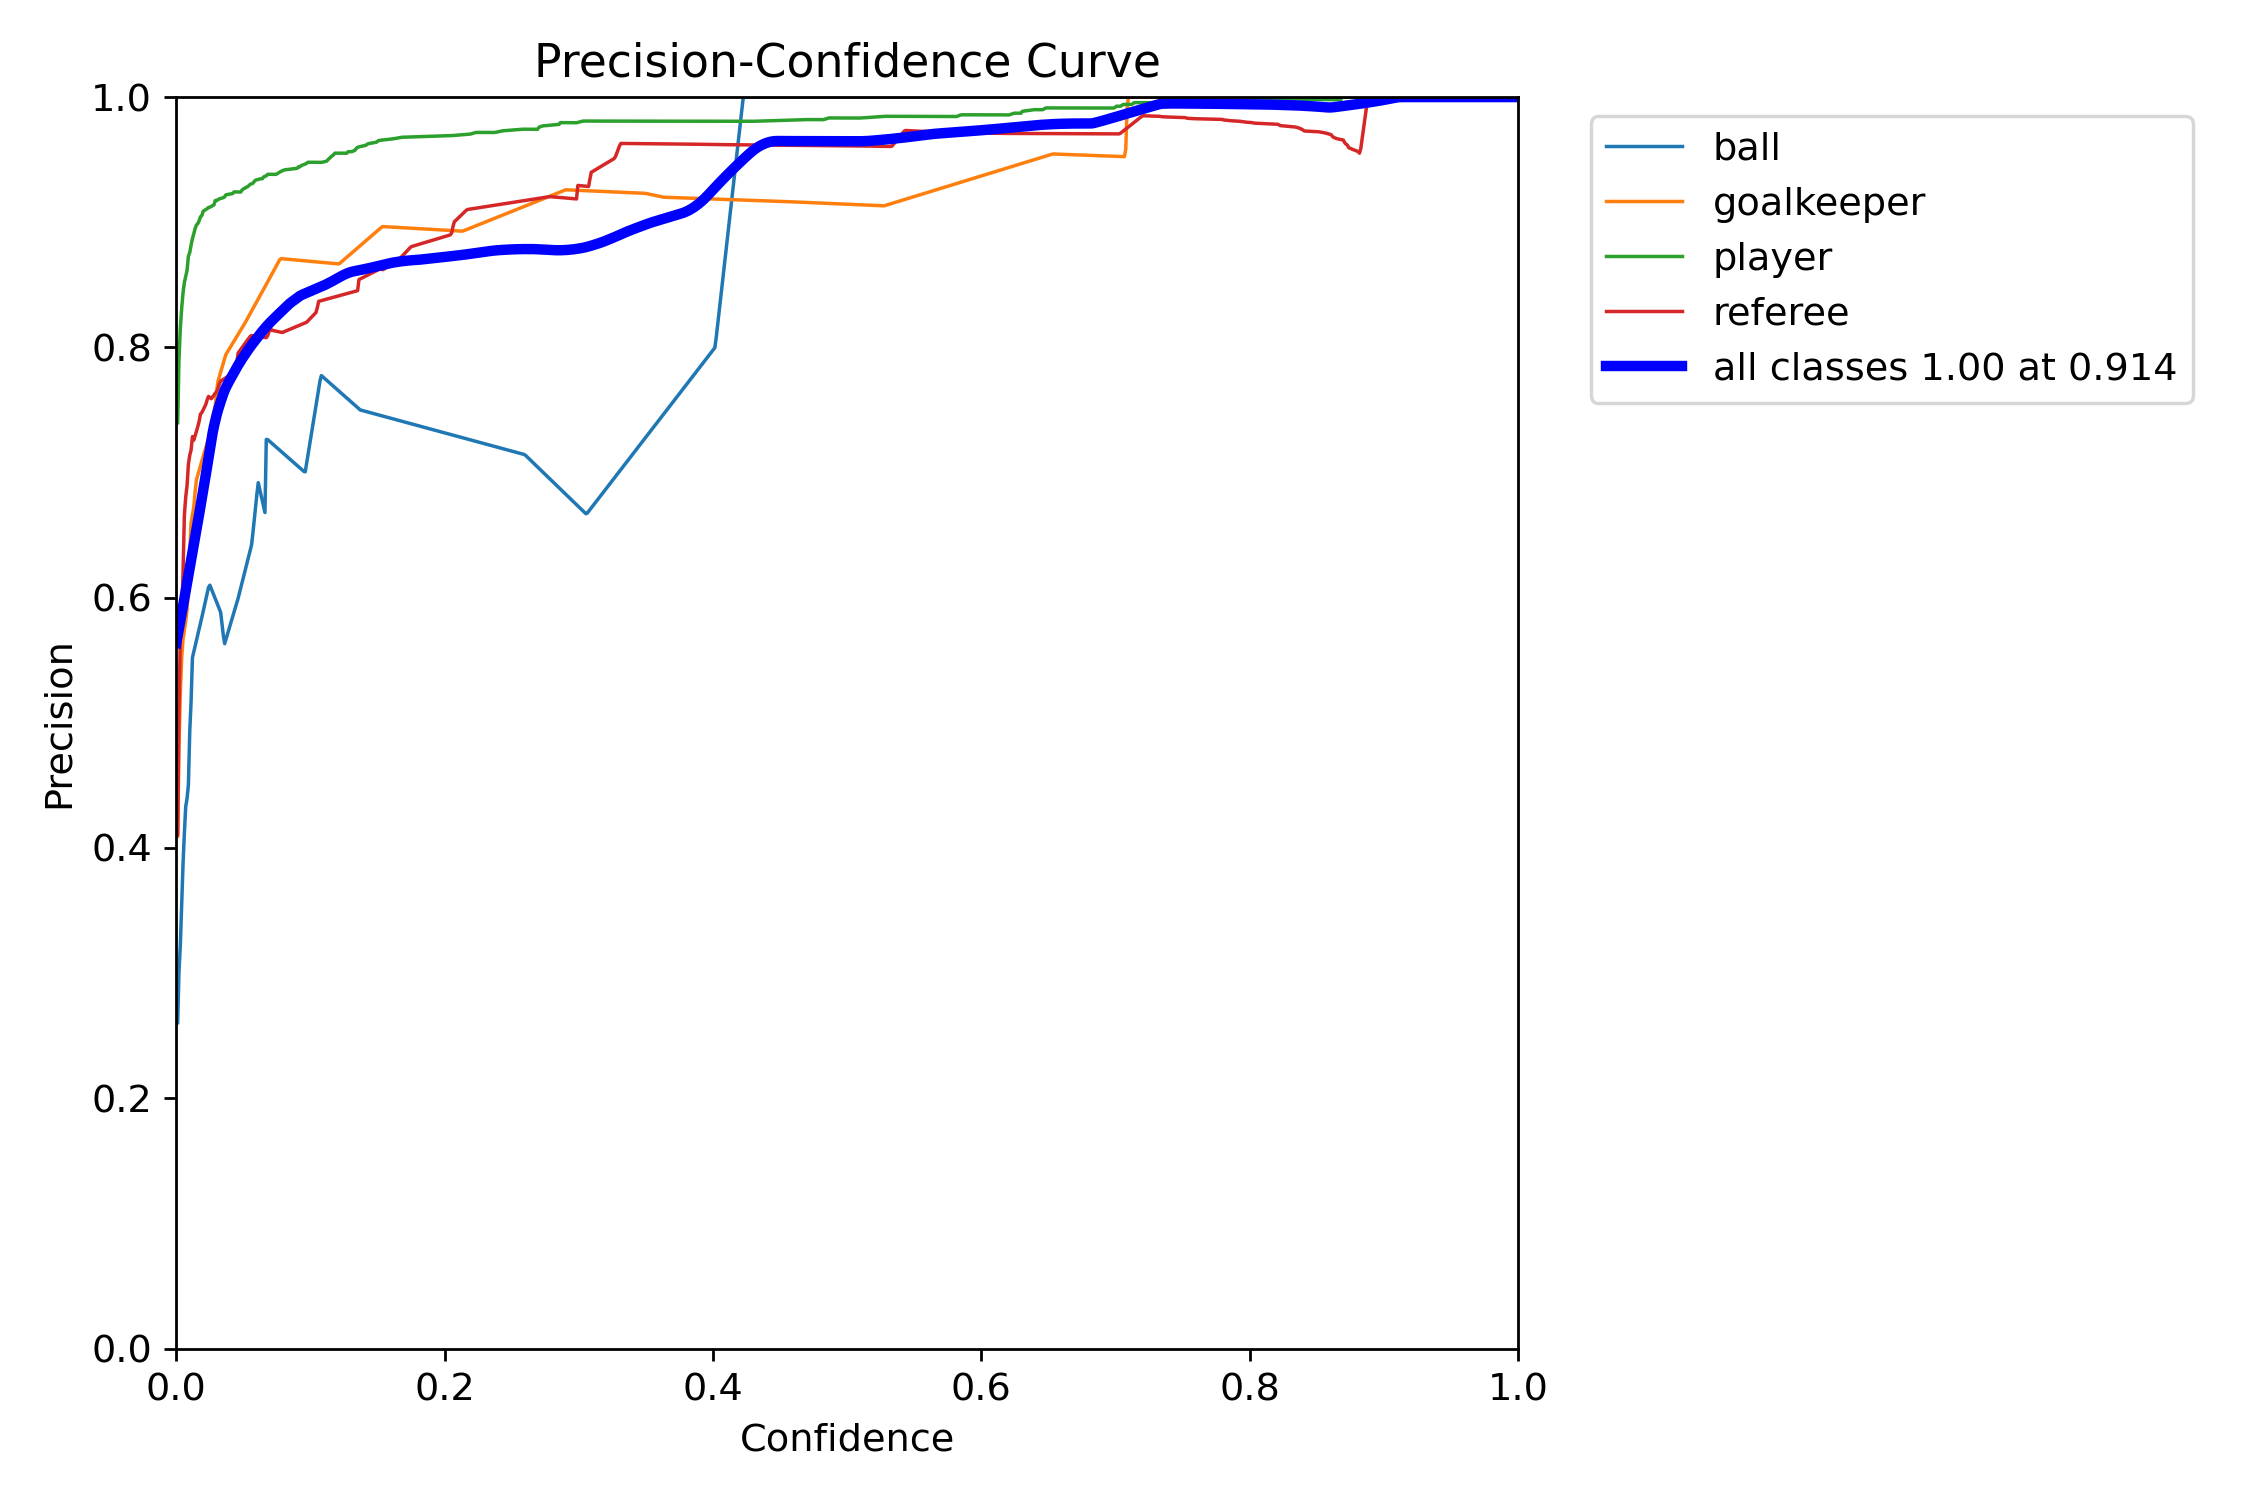 Precision-Confidence Curve
1.0
0.8
0.6
0.4
0.2
0.0
Precision
0.0 0.2 0.4 0.6 0.8 1.0
Confidence
ball
goalkeeper
player
referee
all classes 1.00 at 0.914